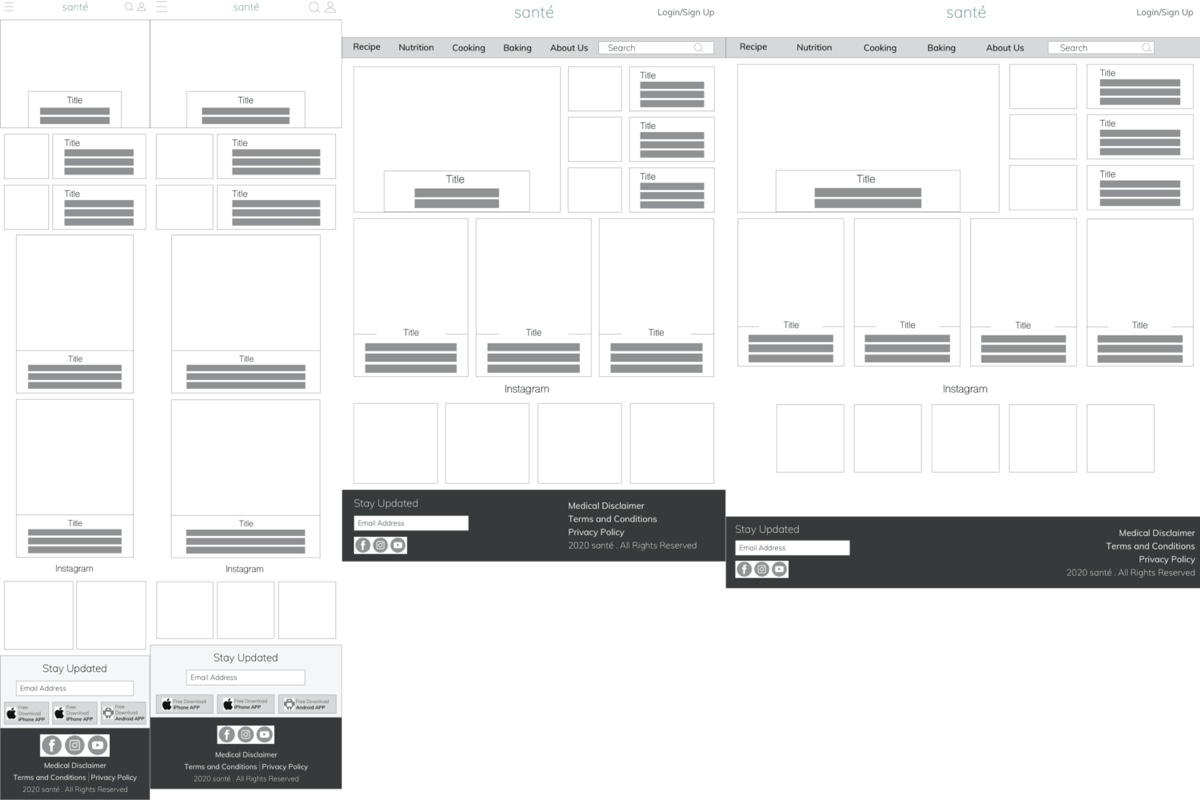 santé
Title
Title
Title
Title
Title
Instagram
Stay Updated
Email Address
Free Download
iPhone APP
Free Download
iPhone APP
Free Download
Android APP
Medical Disclaimer
Terms and Conditions | Privacy Policy
2020 santé . All Rights Reserved
santé
Title
Title
Title
Title
Title
Instagram
Stay Updated
Email Address
Free Download
iPhone APP
Free Download
iPhone APP
Free Download
Android APP
Medical Disclaimer
Terms and Conditions | Privacy Policy
2020 santé . All Rights Reserved
santé
Login/Sign Up
Recipe Nutrition Cooking Baking About Us Search
Title
Title
Title
Title
Title Title Title
Instagram
Stay Updated
Email Address
Medical Disclaimer
Terms and Conditions
Privacy Policy
2020 santé . All Rights Reserved
santé
Login/Sign Up
Recipe Nutrition Cooking Baking About Us Search
Title
Title
Title
Title
Title Title Title Title
Instagram
Stay Updated
Email Address
Medical Disclaimer
Terms and Conditions
Privacy Policy
2020 santé . All Rights Reserved